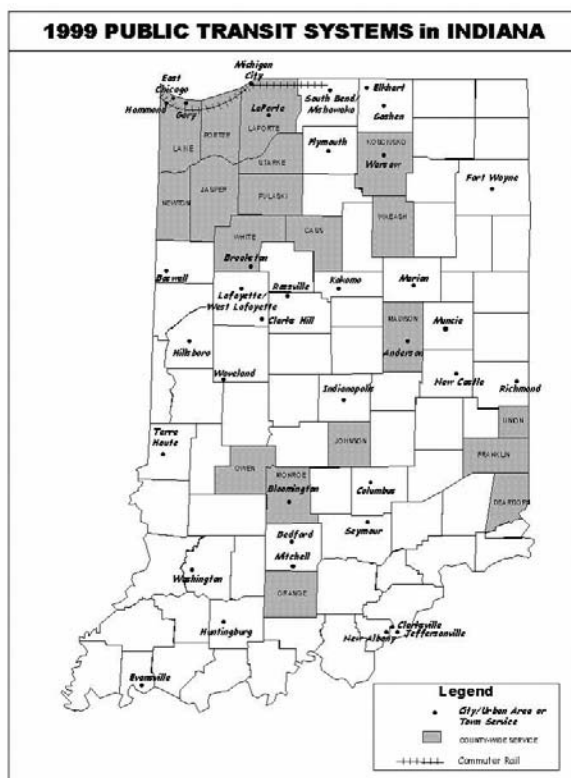 1999 PUBLIC TRANSIT SYSTEMS in INDIANA
Michigan
City
East
Chicago
Hammond
Gary
LaPorte
LAPORTE
PORTER
LAKE
South Bend/
Mishawaka
Elkhart
Goshen
Plymouth
KOSCIUSKO
Warsaw
STARKE
Fort Wayne
NEWTON
JASPER
PULASKI
WABASH
WHITE
CASS
Brookston
Boswell
Rossville
Kokomo
Marion
Lafayette/
West Lafayette
Clarks Hill
MADISON
Muncie
Hillsboro
Anderson
Waveland
Indianapolis
New Castle
Richmond
UNION
Terre
Haute
JOHNSON
FRANKLIN
OWEN
MONROE
Bloomington
Columbus
DEARBORN
Seymour
Bedford
Mitchell
Washington
ORANGE
Huntingburg
Clarksville
New Albany
Jeffersonville
Evansville
Legend
City/Urban Area or
Town Service
COUNTY-WIDE SERVICE
Commuter Rail